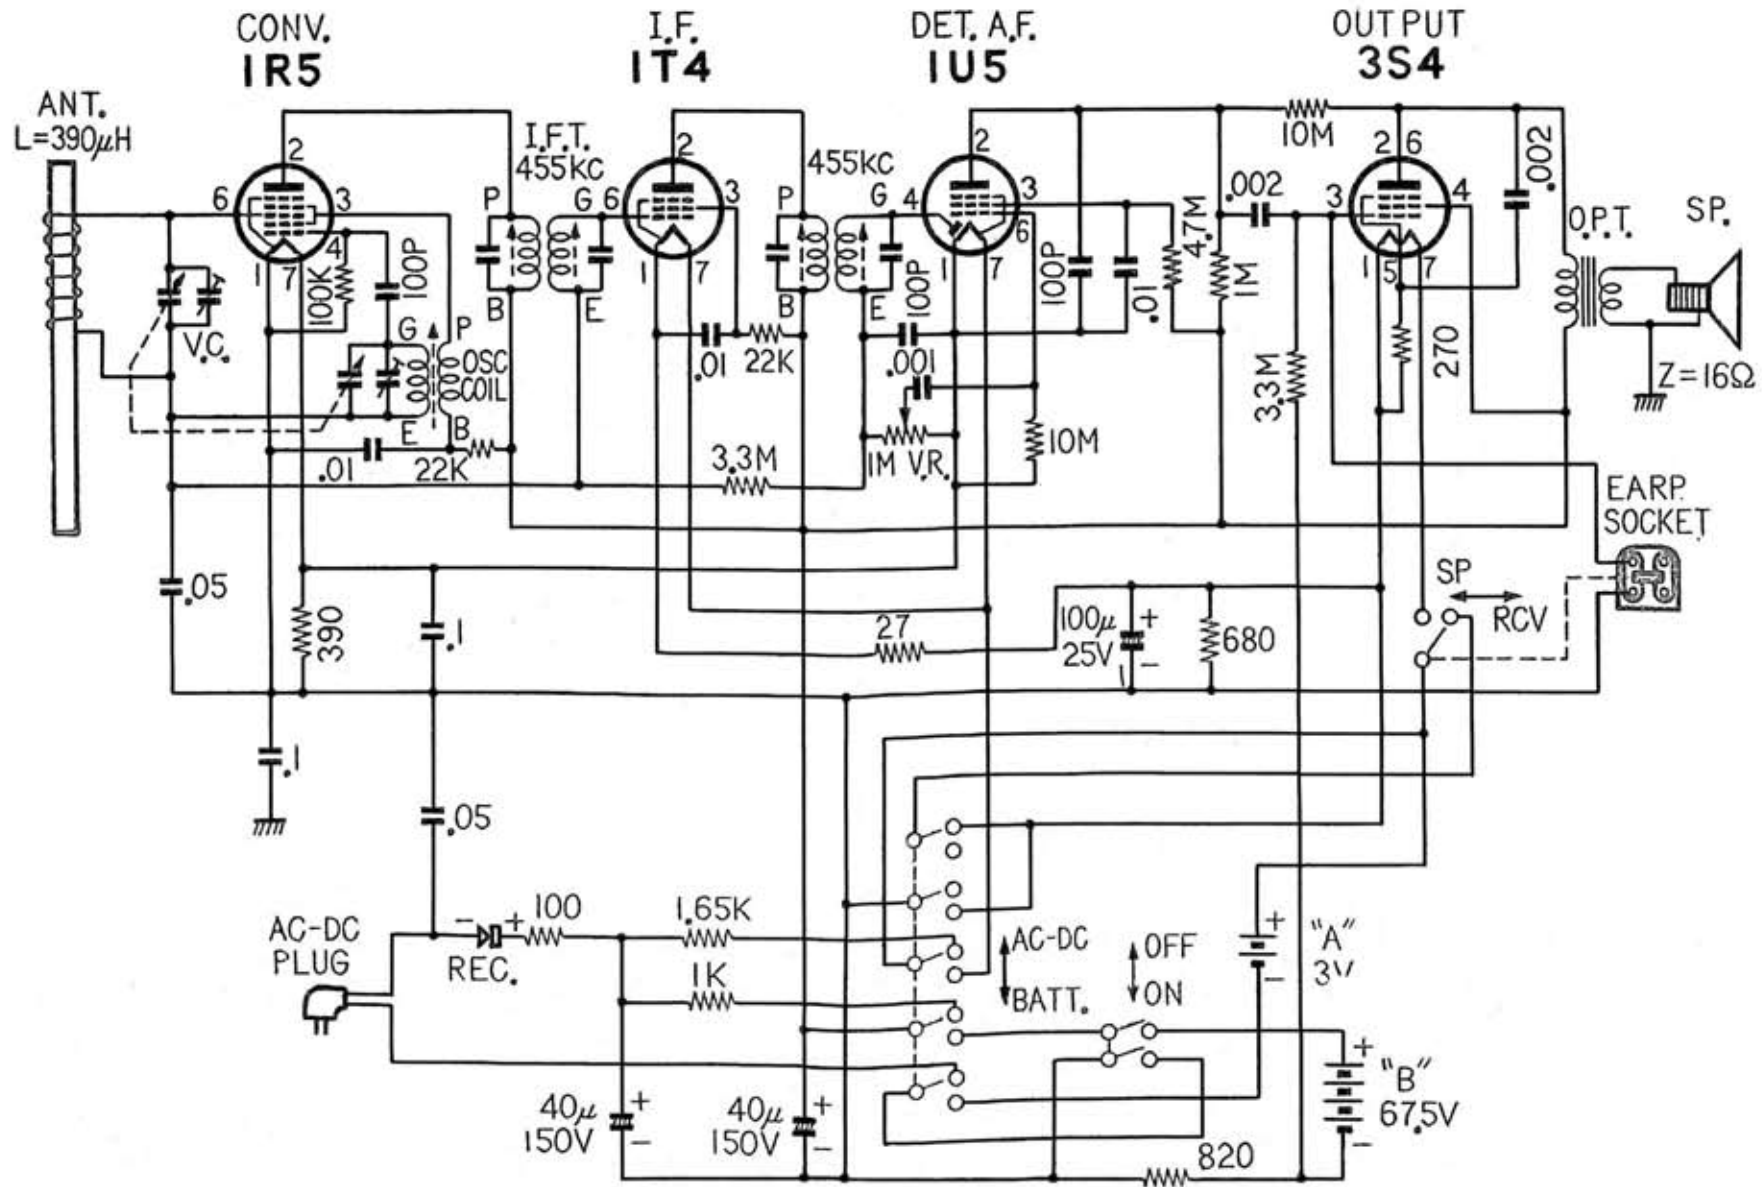 CONV.
1R5
I.F.
1T4
DET. A.F.
1U5
OUTPUT
3S4
ANT.
L=390μH
2
6
3
4
1
7
100K
100P
V.C.
G
P
OSC
COIL
E
B
.01
22K
I.F.T.
455KC
P
G
B
E
2
6
3
1
7
.01
22K
455KC
P
G
B
E
2
4
3
6
1
7
100P
.001
1M V.R.
10M
3.3M
100P
.01
4.7M
1M
10M
.002
3.3M
2
6
3
4
1
5
7
270
.002
O.P.T.
SP.
Z=16Ω
EARP.
SOCKET
SP
RCV
.05
390
.1
27
100μ
25V
+
-
680
.1
.05
AC-DC
PLUG
-
+
REC.
100
1.65K
1K
AC-DC
BATT.
OFF
ON
+
"A"
3V
-
+
"B"
67.5V
-
40μ
150V
+
-
40μ
150V
+
-
820